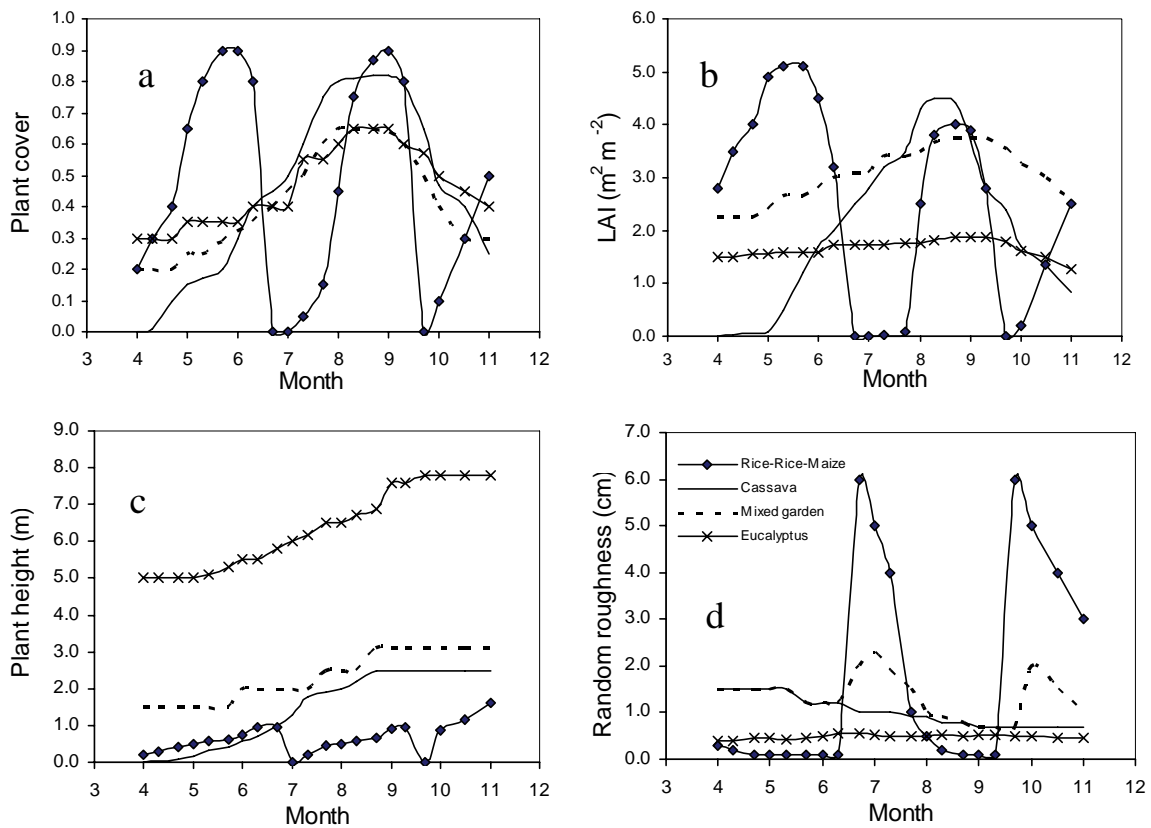 a
Plant cover
1.0
0.9
0.8
0.7
0.6
0.5
0.4
0.3
0.2
0.1
0.0
3 4 5 6 7 8 9 10 11 12
Month
b
LAI (m² m⁻²)
6.0
5.0
4.0
3.0
2.0
1.0
0.0
3 4 5 6 7 8 9 10 11 12
Month
c
Plant height (m)
9.0
8.0
7.0
6.0
5.0
4.0
3.0
2.0
1.0
0.0
3 4 5 6 7 8 9 10 11 12
Month
d
Random roughness (cm)
7.0
6.0
5.0
4.0
3.0
2.0
1.0
0.0
Rice-Rice-Maize
Cassava
Mixed garden
Eucalyptus
3 4 5 6 7 8 9 10 11 12
Month